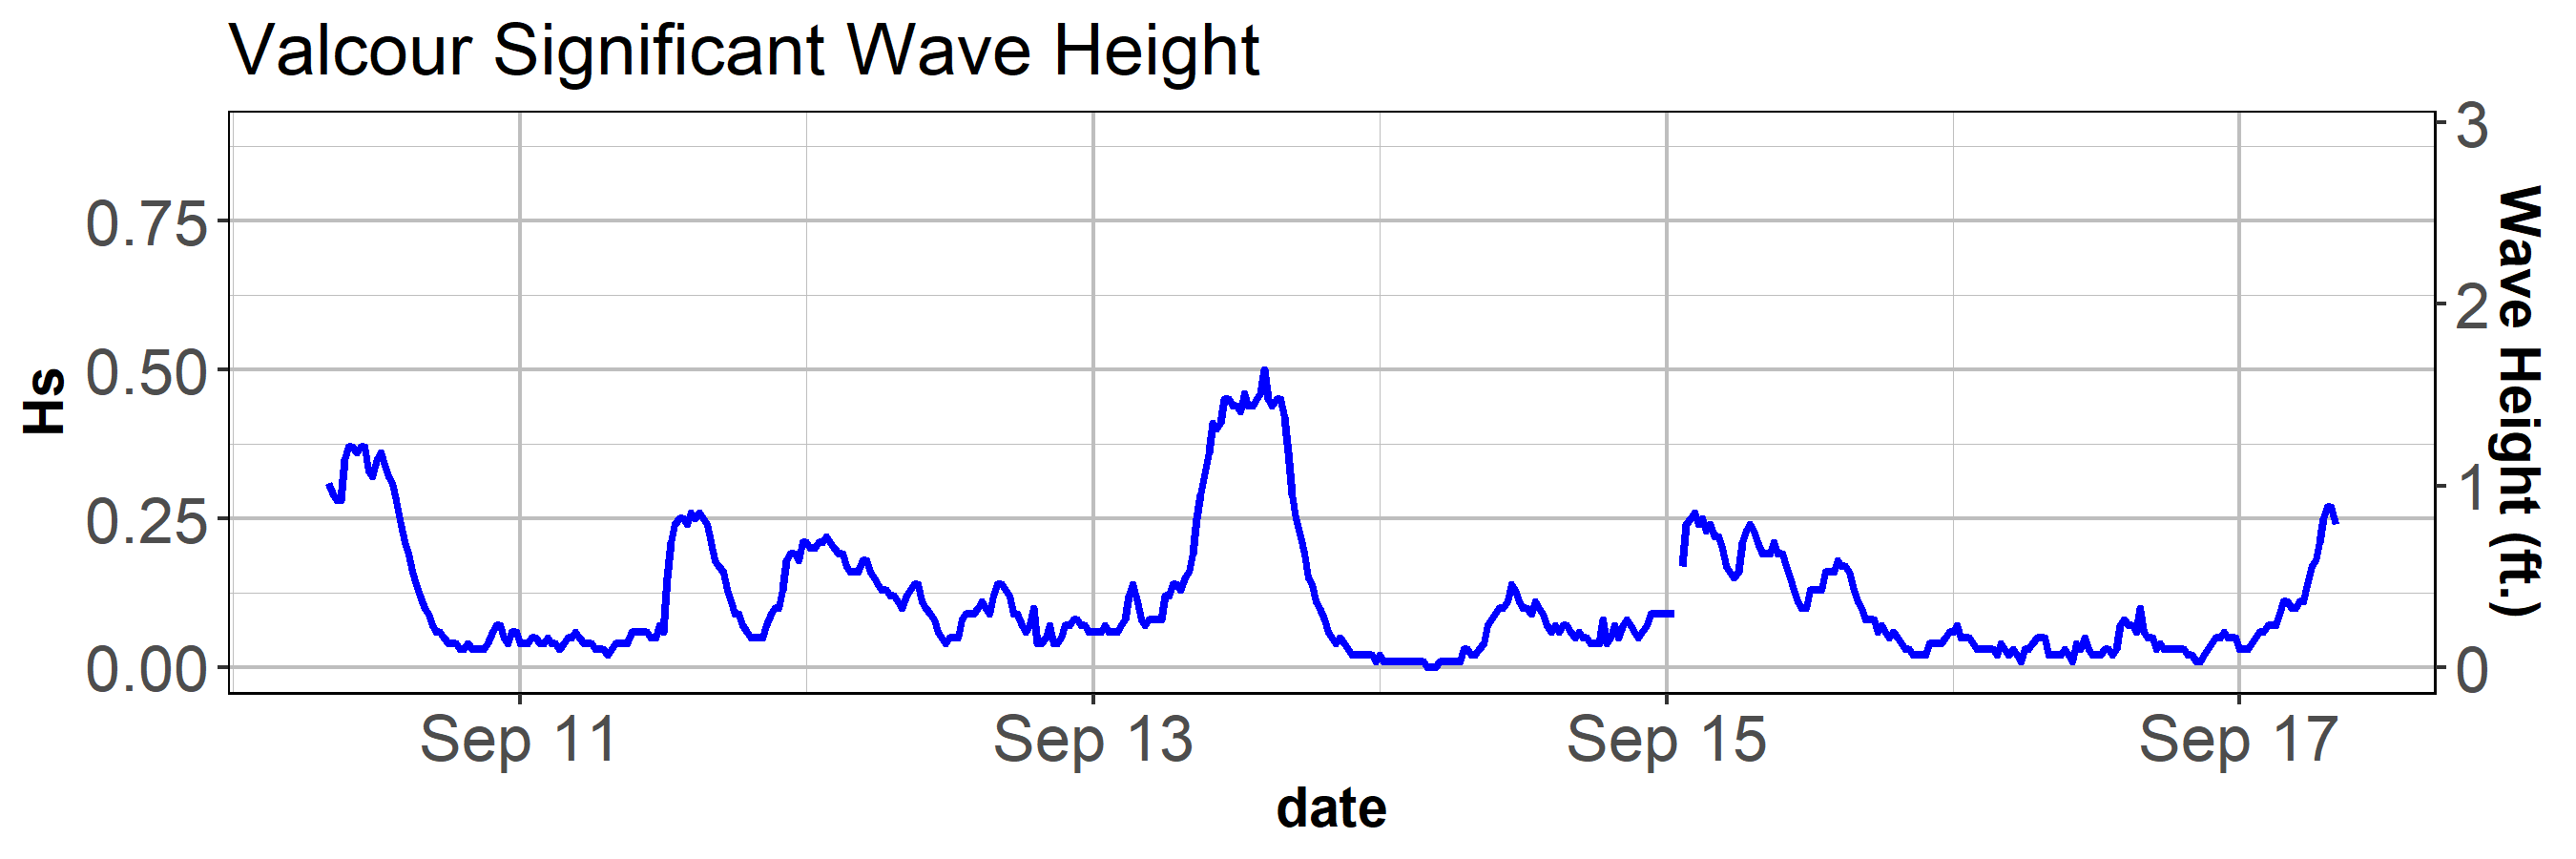 Valcour Significant Wave Height
Hs
0.75
0.50
0.25
0.00
3
2
1
0
Wave Height (ft.)
Sep 11
Sep 13
Sep 15
Sep 17
date